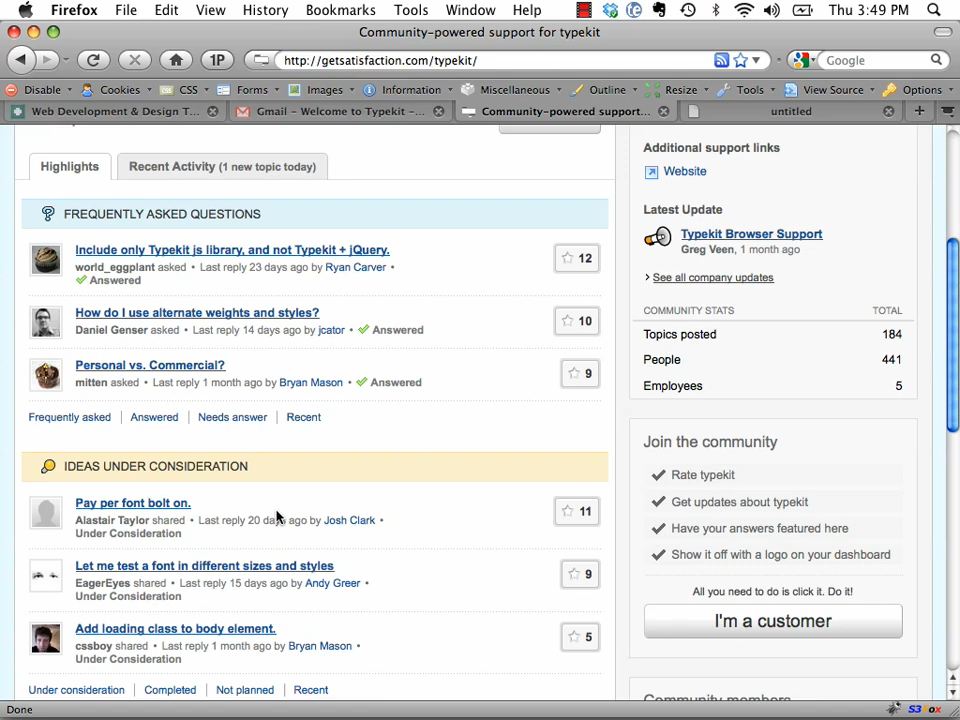 Firefox File Edit View History Bookmarks Tools Window Help Thu 3:49 PM
Community-powered support for typekit
1P http://getsatisfaction.com/typekit/ Google
Disable Cookies CSS Forms Images Information Miscellaneous Outline Resize Tools View Source Options
Web Development & Design T... Gmail – Welcome to Typekit –... Community-powered support... untitled
Highlights Recent Activity (1 new topic today)
FREQUENTLY ASKED QUESTIONS
Include only Typekit js library, and not Typekit + jQuery. 12
world_eggplant asked • Last reply 23 days ago by Ryan Carver •
Answered
How do I use alternate weights and styles? 10
Daniel Genser asked • Last reply 14 days ago by jcator • Answered
Personal vs. Commercial? 9
mitten asked • Last reply 1 month ago by Bryan Mason • Answered
Frequently asked Answered Needs answer Recent
IDEAS UNDER CONSIDERATION
Pay per font bolt on. 11
Alastair Taylor shared • Last reply 20 days ago by Josh Clark •
Under Consideration
Let me test a font in different sizes and styles 9
EagerEyes shared • Last reply 15 days ago by Andy Greer •
Under Consideration
Add loading class to body element. 5
cssboy shared • Last reply 1 month ago by Bryan Mason •
Under Consideration
Under consideration Completed Not planned Recent
Additional support links
Website
Latest Update
Typekit Browser Support
Greg Veen, 1 month ago
› See all company updates
COMMUNITY STATS TOTAL
Topics posted 184
People 441
Employees 5
Join the community
Rate typekit
Get updates about typekit
Have your answers featured here
Show it off with a logo on your dashboard
All you need to do is click it. Do it!
I'm a customer
Community members
Done S3Fox